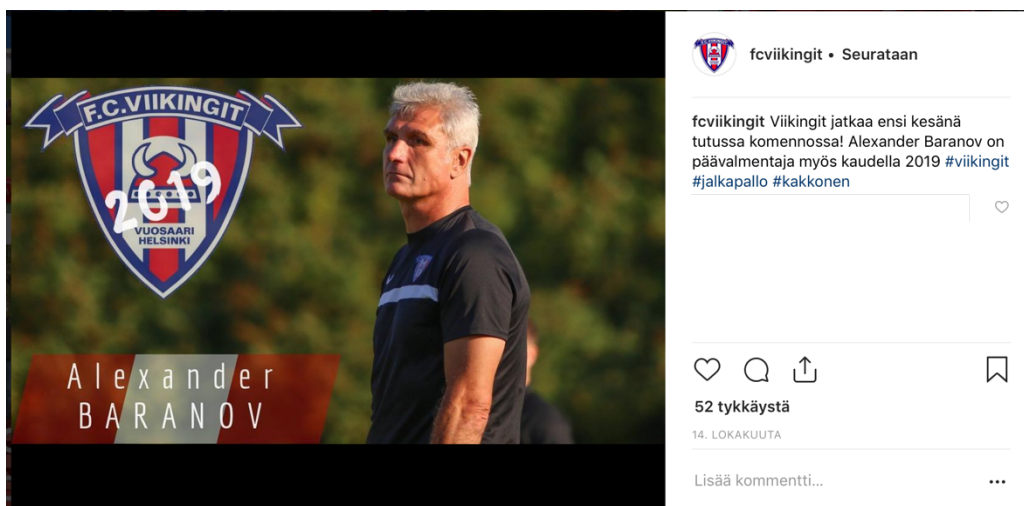 F.C.VIIKINGIT
2019
VUOSAARI
HELSINKI
Alexander
BARANOV
fcviikingit • Seurataan
fcviikingit Viikingit jatkaa ensi kesänä
tutussa komennossa! Alexander Baranov on
päävalmentaja myös kaudella 2019 #viikingit
#jalkapallo #kakkonen
52 tykkäystä
14. LOKAKUUTA
Lisää kommentti...